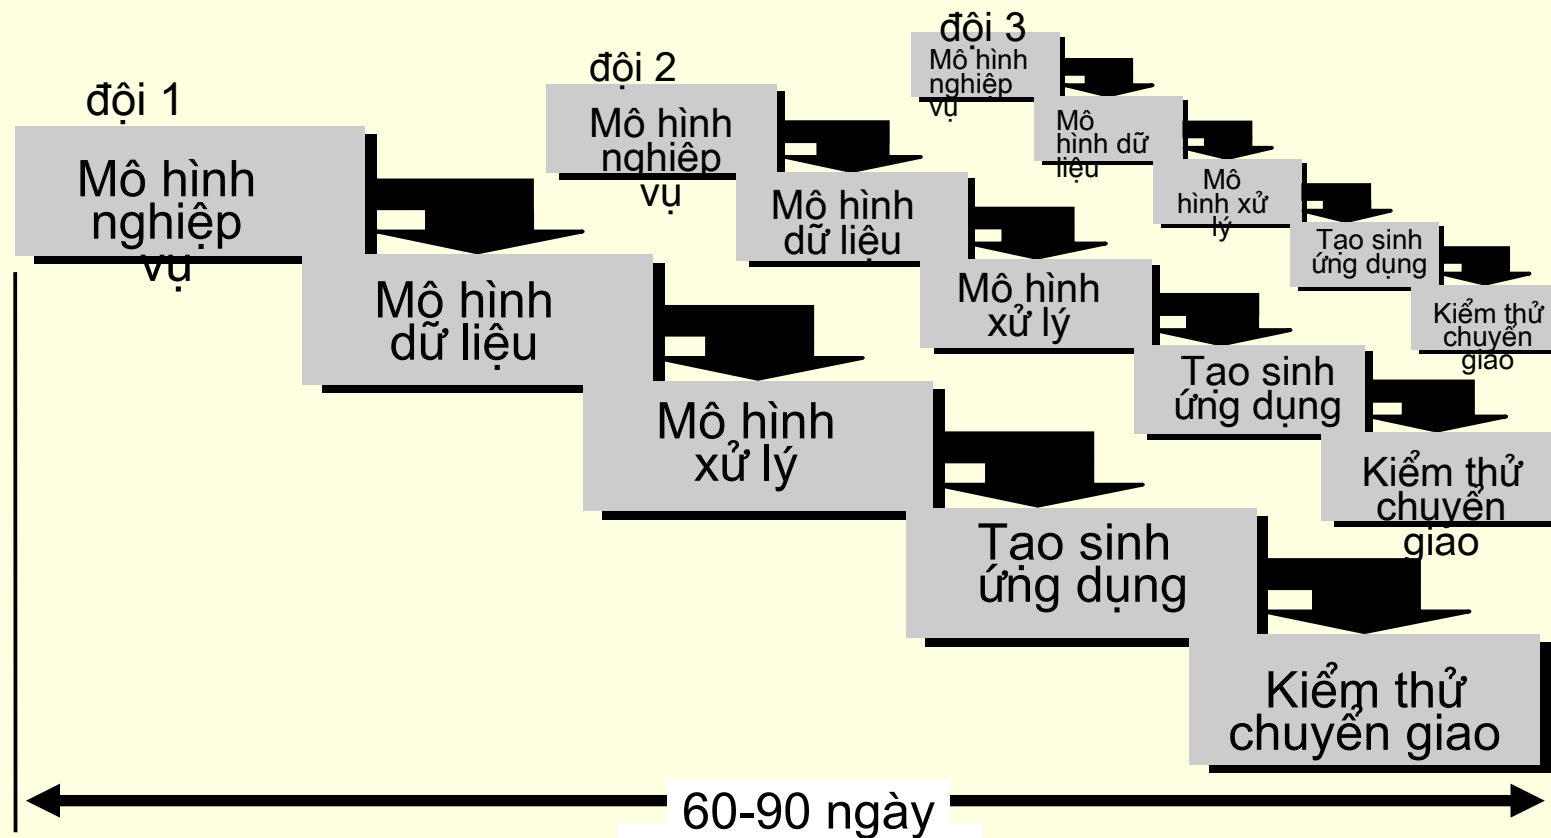 đội 1
Mô hình
nghiệp
vụ
Mô hình
dữ liệu
Mô hình
xử lý
Tạo sinh
ứng dụng
Kiểm thử
chuyển giao
đội 2
Mô hình
nghiệp
vụ
Mô hình
dữ liệu
Mô hình
xử lý
Tạo sinh
ứng dụng
Kiểm thử
chuyển
giao
đội 3
Mô hình
nghiệp
vụ
Mô
hình dữ
liệu
Mô
hình xử
lý
Tạo sinh
ứng dụng
Kiểm thử
chuyển
giao
60-90 ngày